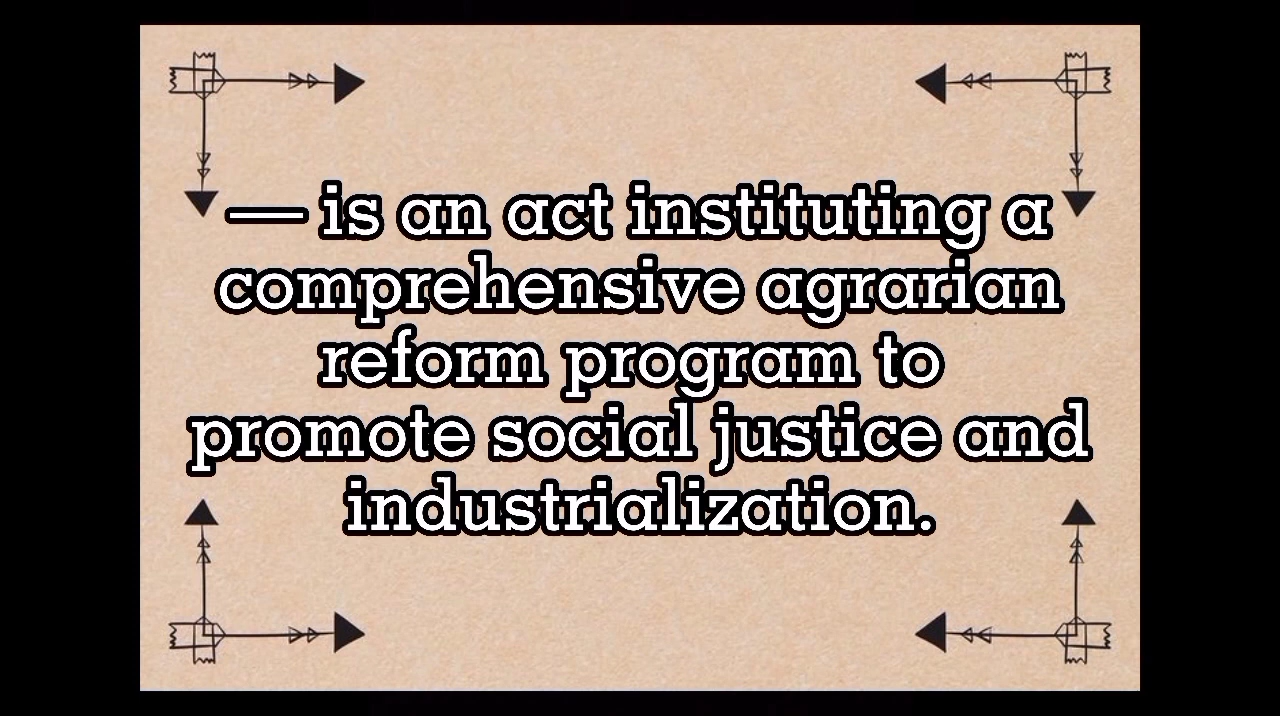 — is an act instituting a
comprehensive agrarian
reform program to
promote social justice and
industrialization.